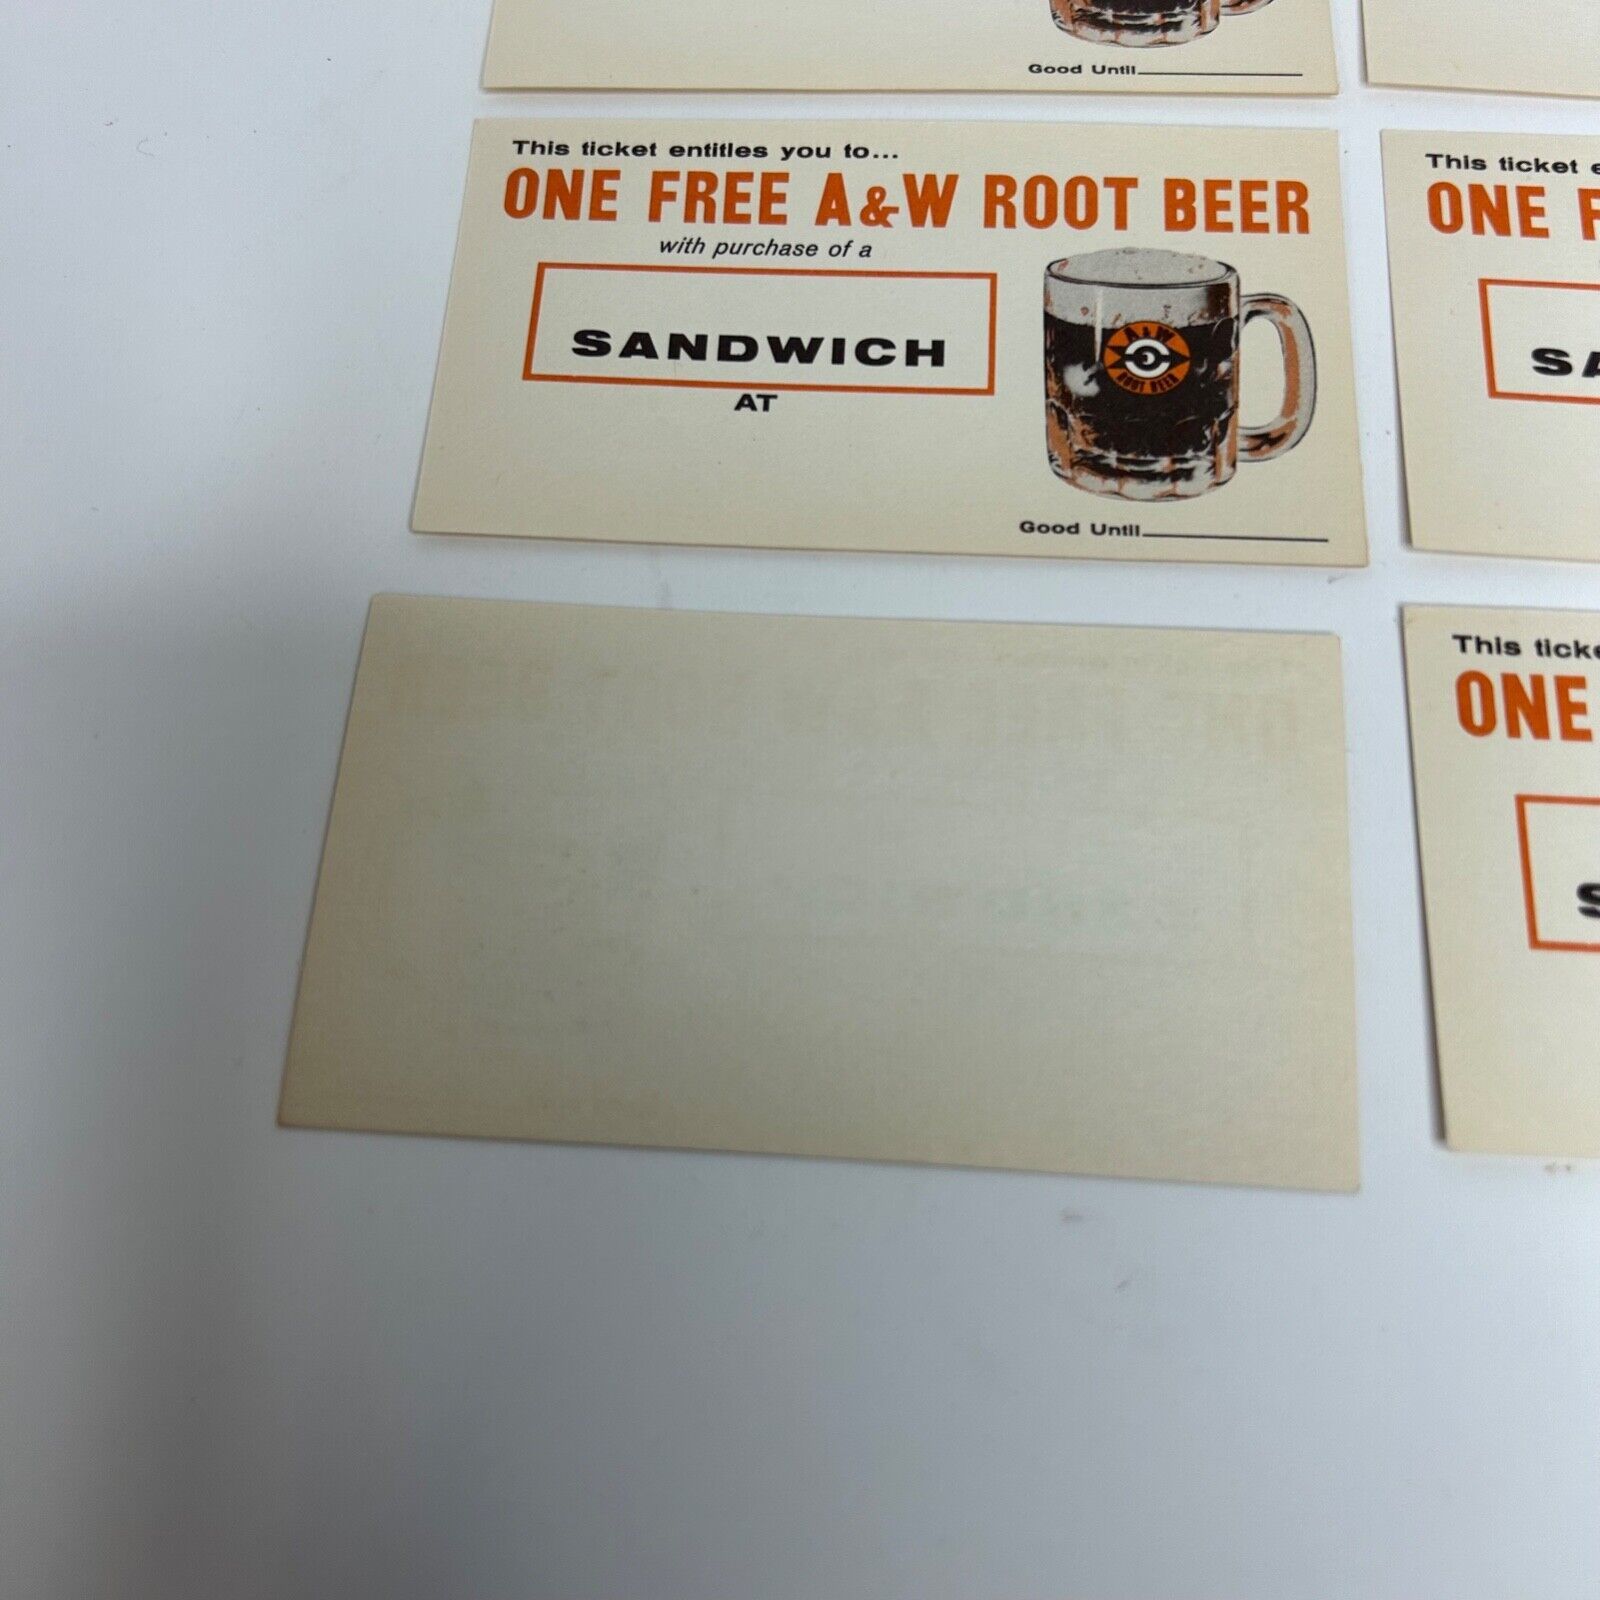 Good Until
This ticket entitles you to...
ONE FREE A&W ROOT BEER
with purchase of a
SANDWICH
AT
A & W
ROOT BEER
Good Until
This ticket e
ONE F
SA
This ticke
ONE
S